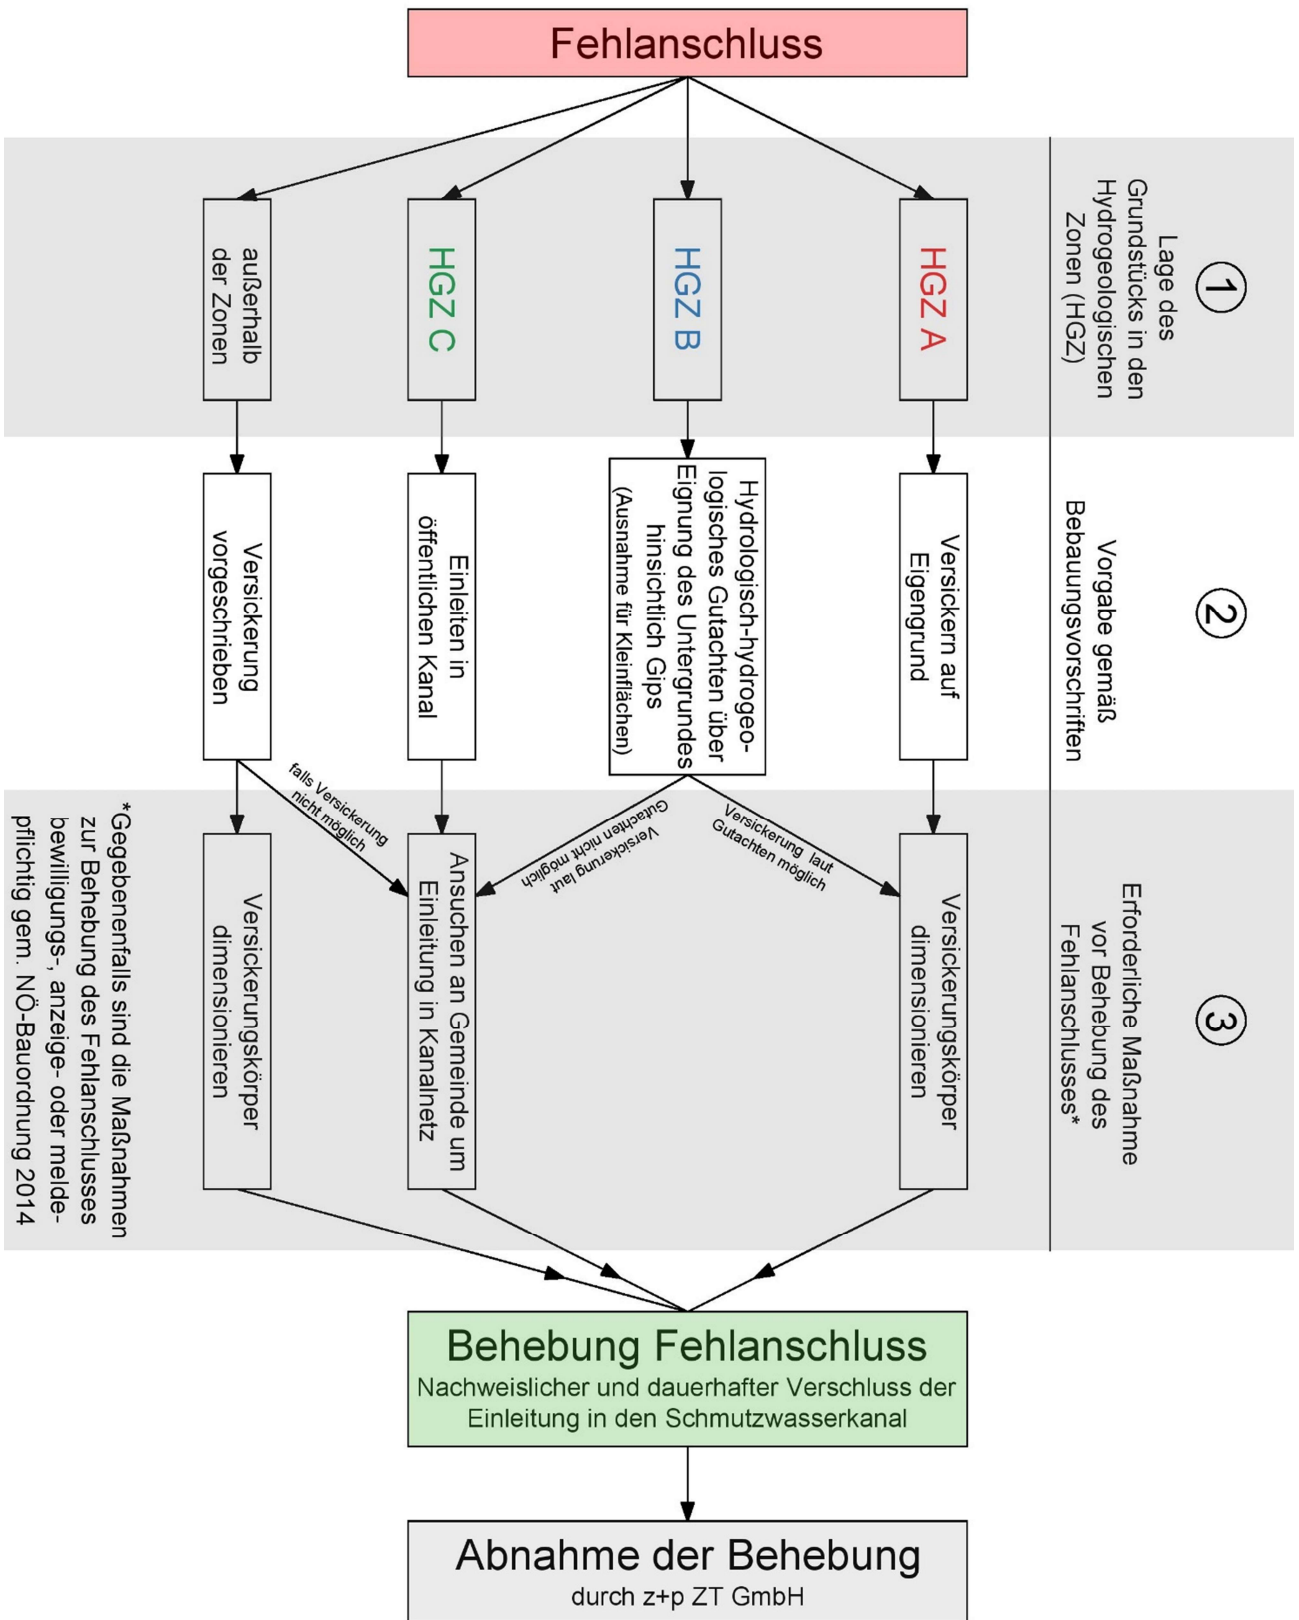 Fehlanschluss
1
Lage des
Grundstücks in den
Hydrogeologischen
Zonen (HGZ)
HGZ A
HGZ B
HGZ C
außerhalb
der Zonen
2
Vorgabe gemäß
Bebauungsvorschriften
Versickern auf
Eigengrund
Hydrologisch-hydrogeo-
logisches Gutachten über
Eignung des Untergrundes
hinsichtlich Gips
(Ausnahme für Kleinflächen)
Einleiten in
öffentlichen Kanal
Versickerung
vorgeschrieben
3
Erforderliche Maßnahme
vor Behebung des
Fehlanschlusses*
Versickerung laut
Gutachten möglich
Versickerung laut
Gutachten nicht möglich
falls Versickerung
nicht möglich
Versickerungskörper
dimensionieren
Ansuchen an Gemeinde um
Einleitung in Kanalnetz
Versickerungskörper
dimensionieren
*Gegebenenfalls sind die Maßnahmen
zur Behebung des Fehlanschlusses
bewilligungs-, anzeige- oder melde-
pflichtig gem. NÖ-Bauordnung 2014
Behebung Fehlanschluss
Nachweislicher und dauerhafter Verschluss der
Einleitung in den Schmutzwasserkanal
Abnahme der Behebung
durch z+p ZT GmbH